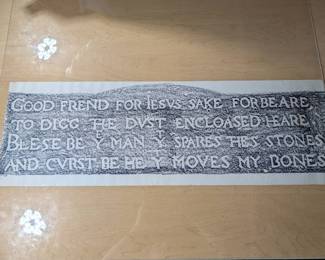 GOOD FREND FOR IESVS SAKE FORBEARE
TO DIGG THE DVST ENCLOASED HEARE
BLESE BE Y MAN Y SPARES HES STONES
AND CVRST BE HE Y MOVES MY BONES